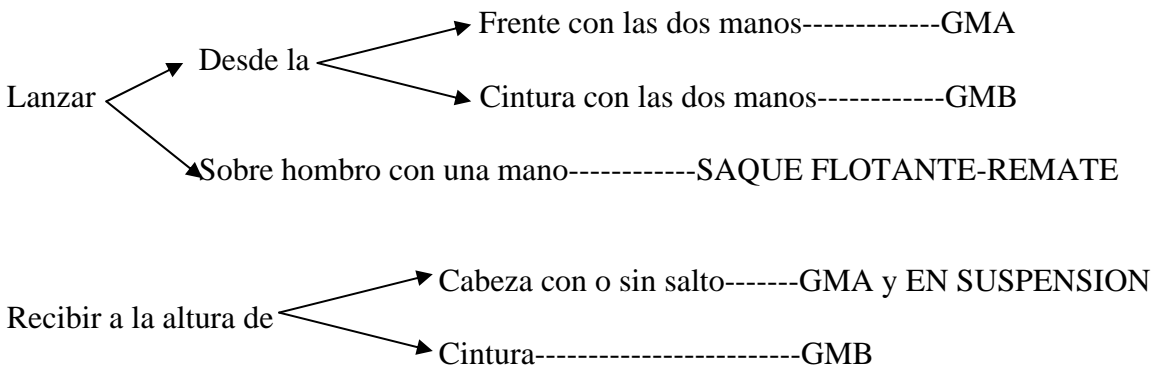 Frente con las dos manos-------------GMA
Desde la
Lanzar
Cintura con las dos manos------------GMB
Sobre hombro con una mano------------SAQUE FLOTANTE-REMATE
Cabeza con o sin salto-------GMA y EN SUSPENSION
Recibir a la altura de
Cintura-------------------------GMB